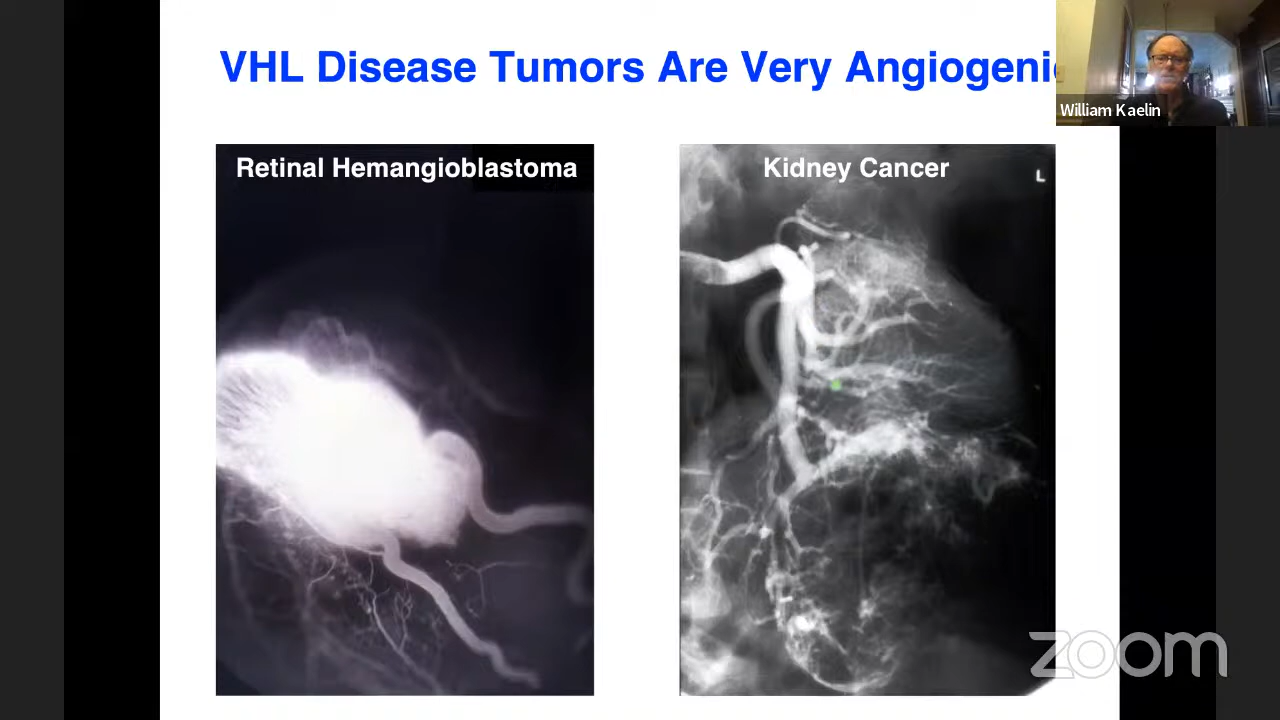 VHL Disease Tumors Are Very Angiogenic
William Kaelin
Retinal Hemangioblastoma
Kidney Cancer
L
zoom